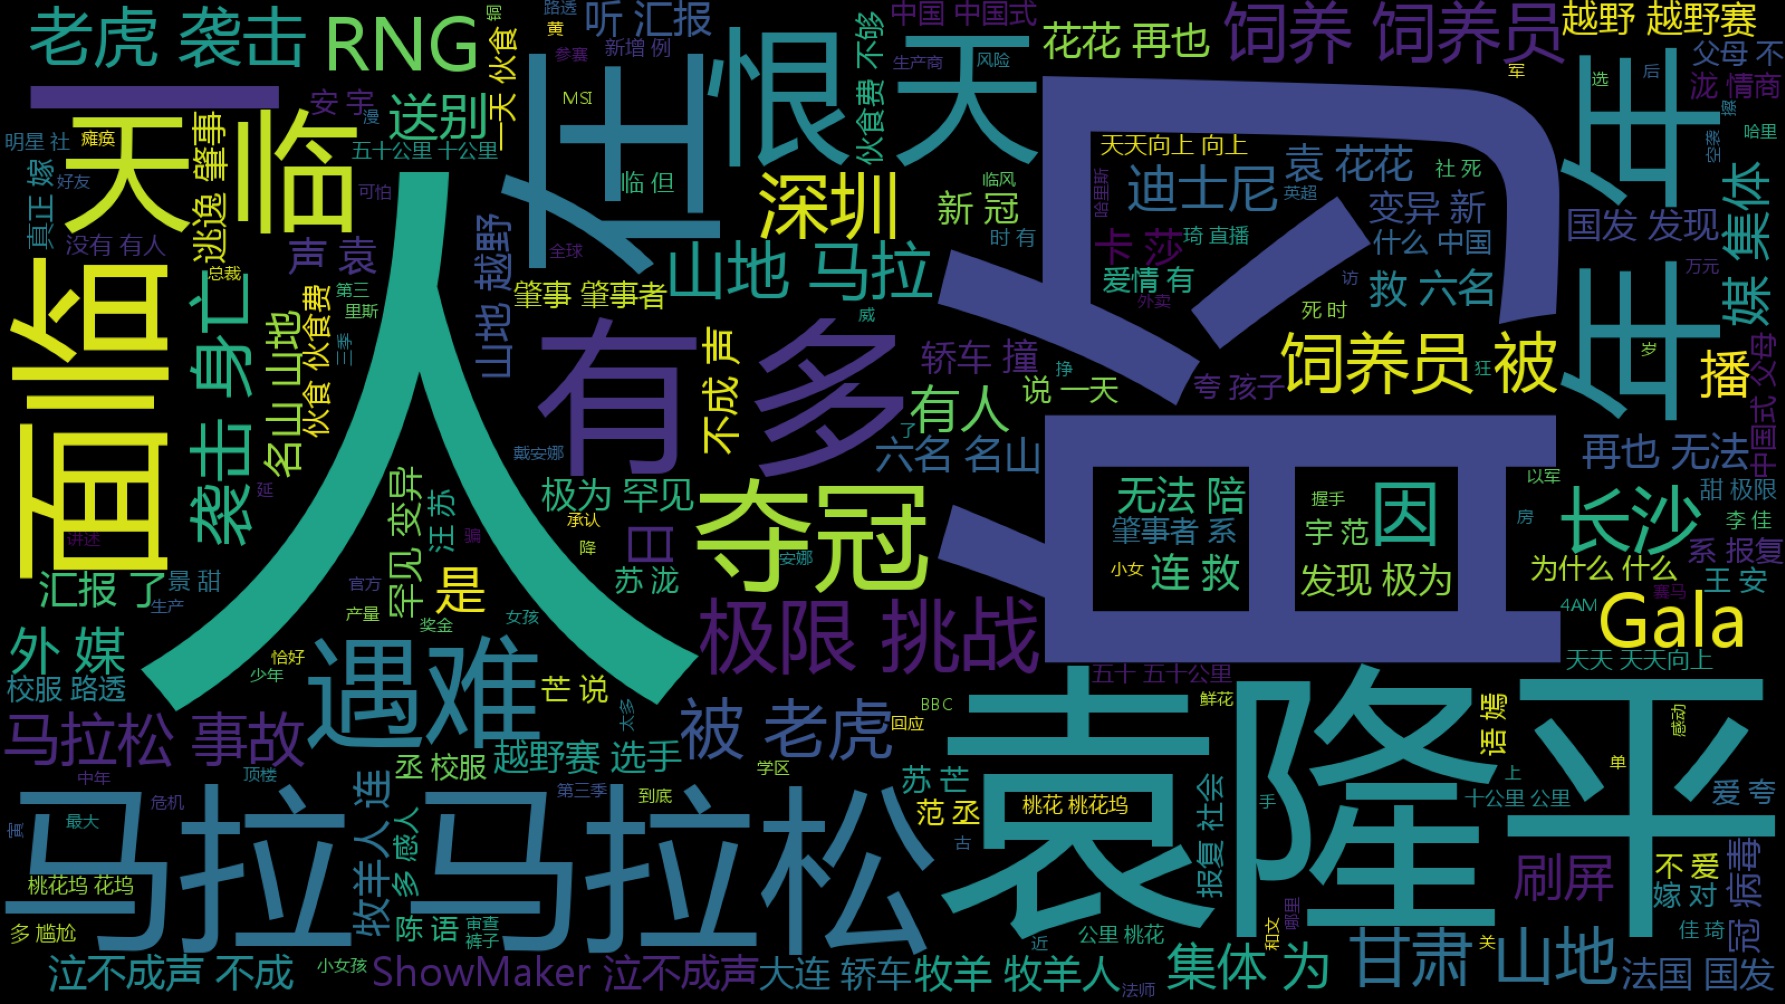 老虎 袭击
RNG
铜
一天 伙食
路透
黄
听 汇报
新增 例
参赛
MSI
在
恨
天
伙食费 不够
中国 中国式
生产商
风险
花花 再也
饲养 饲养员
军
越野 越野赛
年
选
后
父母 不
泷 情商
哈里
空袭
一
安宇
漫
送别
五十公里 十公里
明星 社
瘫痪
天 临
逃逸 肇事
可怕
真正 嫁
好友
没有 有人
总裁
声 袁
第三
里斯
三季
面临
袭击 身亡
名山 山地
伙食 伙食费
人
山地 越野
全球
临 但
深圳
新 冠
临风
时 有
山地 马拉
肇事 肇事者
威
天天向上 向上
哈里斯
迪士尼
袁 花花
英超
社 死
变异 新
什么 中国
卡 莎
琦 直播
爱情 有
外卖
救 六名
访
死 时
国发 发现
万元
媒 集体
年
岁
播
中国式 父母
因
有 多
不成 声
轿车 撞
挣
说 一天
有人
了
六名 名山
夸 孩子
饲养员 被
狂
戴安娜
极为 罕见
承认
降
日
安娜
苏 泷
夺冠
罕见 变异
汪 苏
骗
延
讲述
汇报 了
景 甜
生产
官方
产量
奖金
是
女孩
无法 陪
肇事者 系
小女
连 救
握手
因
宇 范
发现 极为
再也 无法
以军
房
甜 极限
长沙
李 佳
系 报复
为什么 什么
王 安
赛马
4AM
Gala
天天 天天向上
外 媒
校服 路透
恰好
少年
遇难
芒 说
太多
极限 挑战
五十 五十公里
鲜花
BBC
回应
被 老虎
马拉松 事故
中年
顶楼
丞 校服
越野赛 选手
第三季
学区
到底
苏 芒
范 丞
桃花 桃花坞
古
袁隆平
语 嫣
感动
单
上
手
十公里 公里
爱 夸
危机
寅
最大
马拉 马拉松
牧羊人 连
多 感人
桃花坞 花坞
多 尴尬
陈 语
审查
裤子
报复 社会
刷屏
不 爱
嫁 对
冠 病毒
佳 琦
哪里
和文
近
公里 桃花
关
泣不成声 不成
小女孩
ShowMaker
泣不成声
大连 轿车
牧羊 牧羊人
法师
集体 为
甘肃 山地
法国 国发